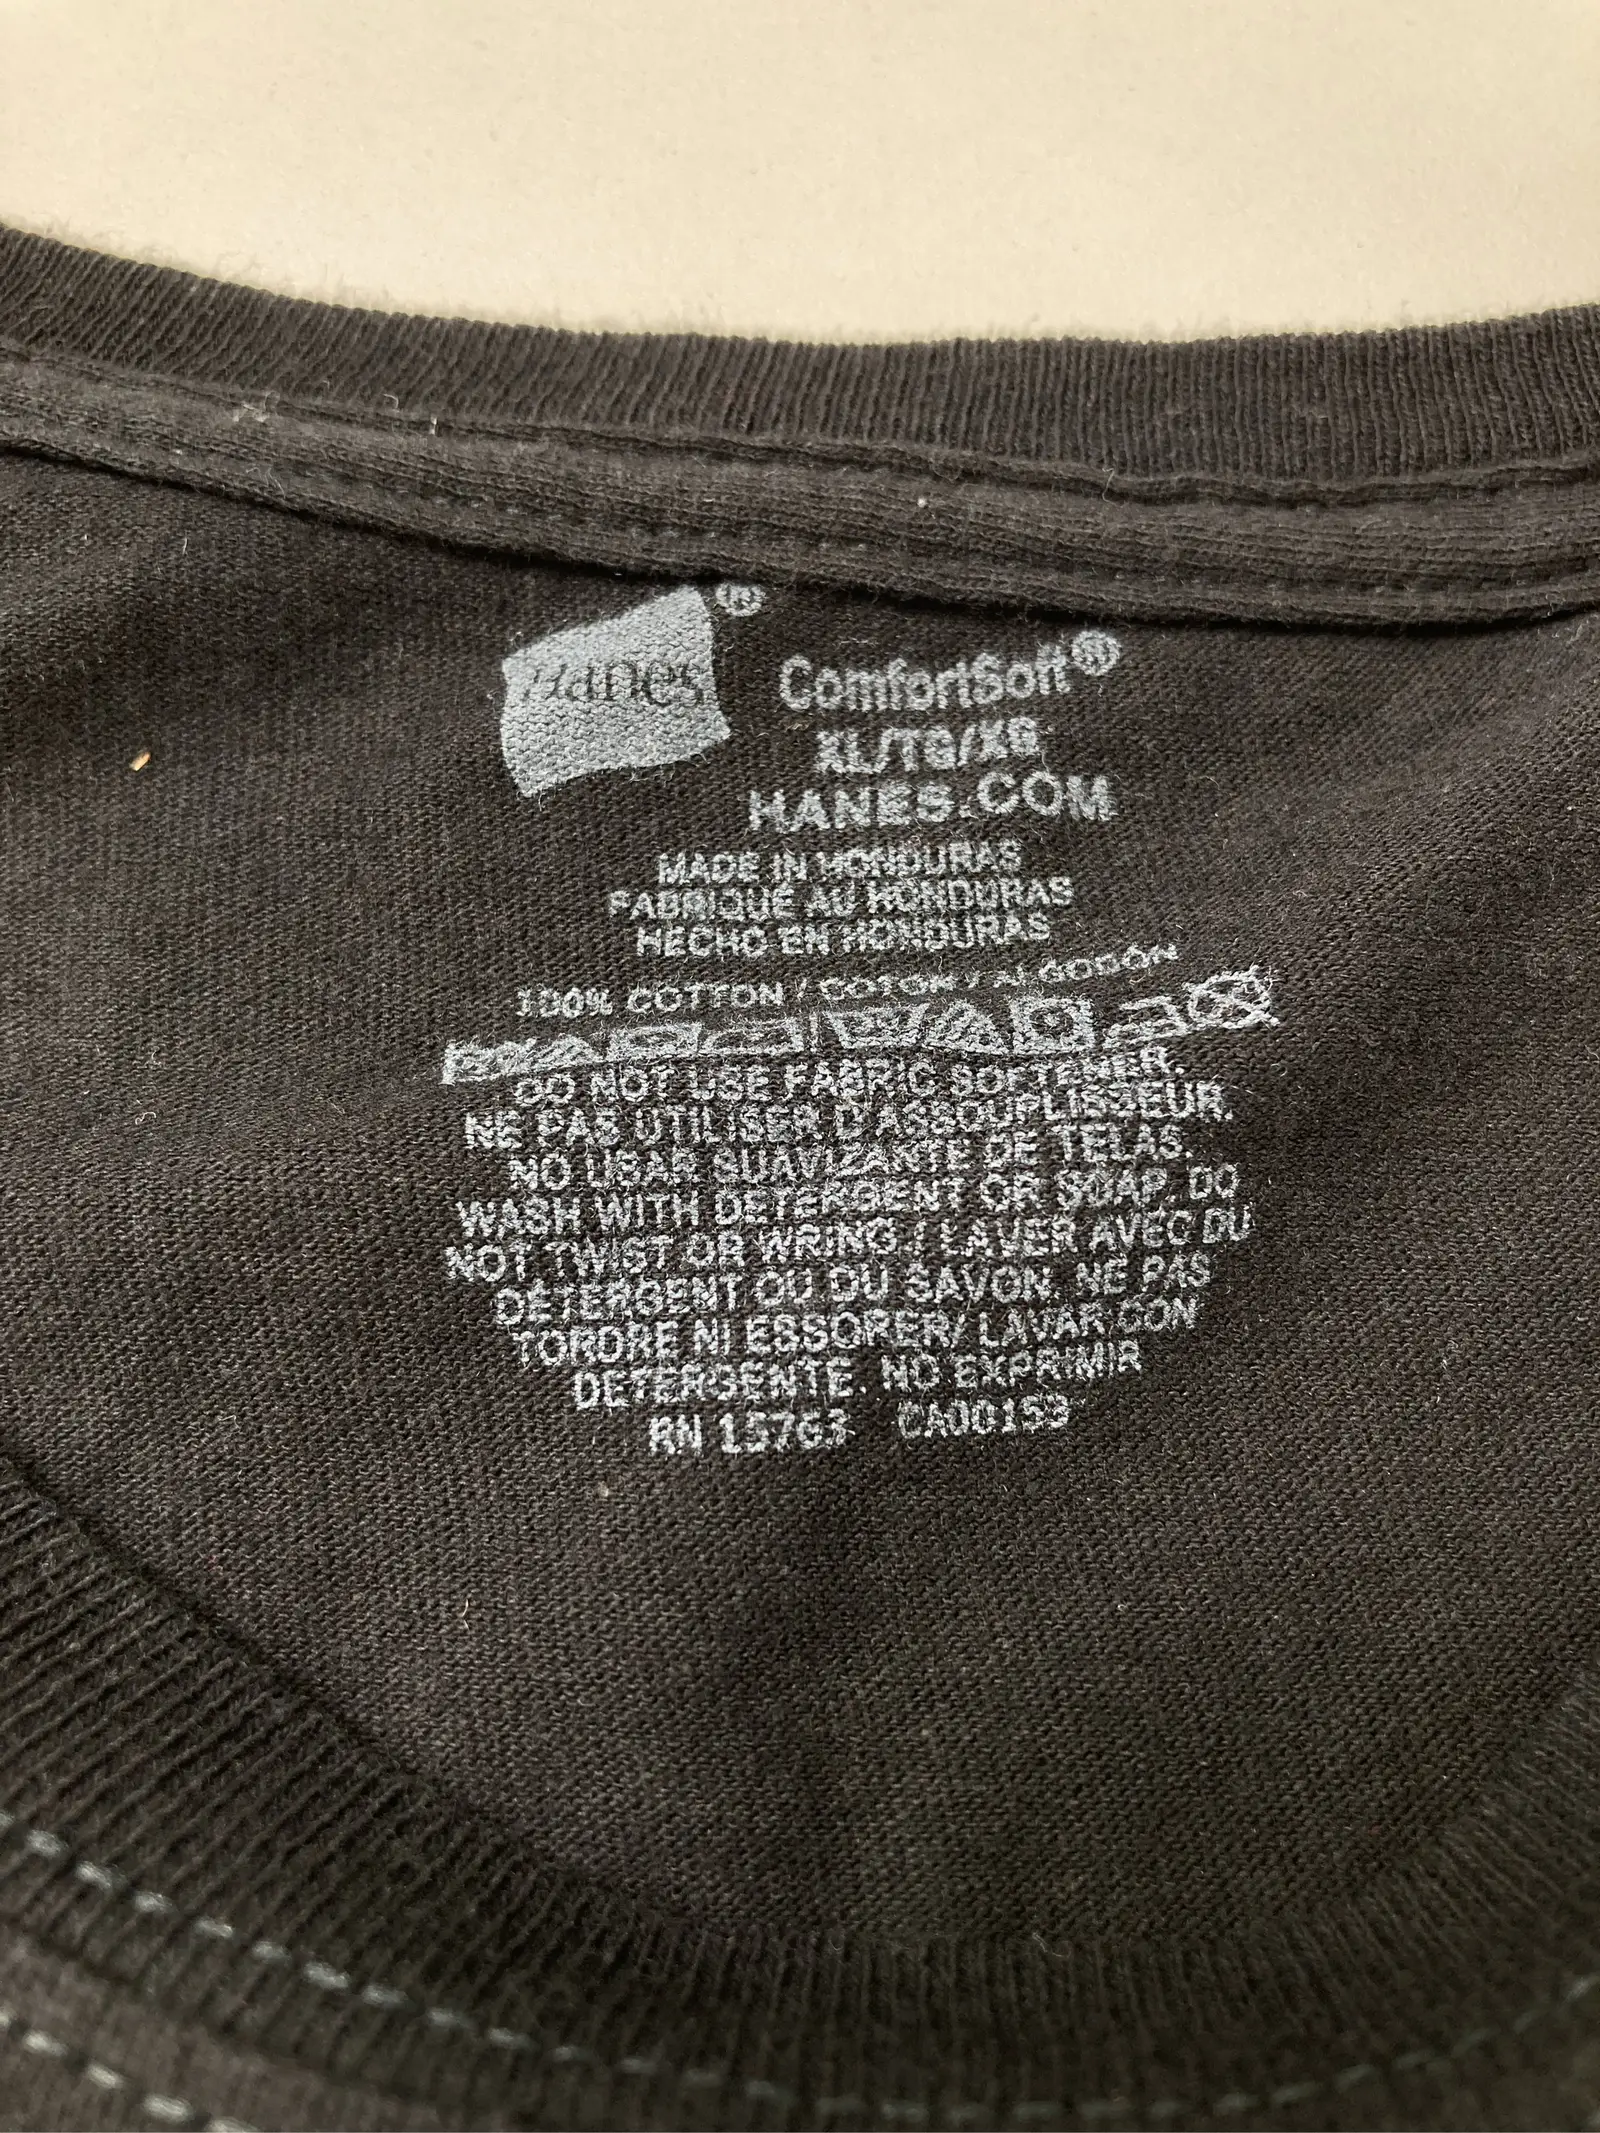 Hanes®
ComfortSoft®
XL/TG/XG
HANES.COM
MADE IN HONDURAS
FABRIQUÉ AU HONDURAS
HECHO EN HONDURAS
100% COTTON / COTON / ALGODÓN
DO NOT USE FABRIC SOFTENER.
NE PAS UTILISER D'ASSOUPLISSEUR.
NO USAR SUAVIZANTE DE TELAS.
WASH WITH DETERGENT OR SOAP. DO
NOT TWIST OR WRING / LAVER AVEC DU
DÉTERGENT OU DU SAVON. NE PAS
TORDRE NI ESSORER/ LAVAR CON
DETERGENTE. NO EXPRIMIR
RN 15763 CA00153